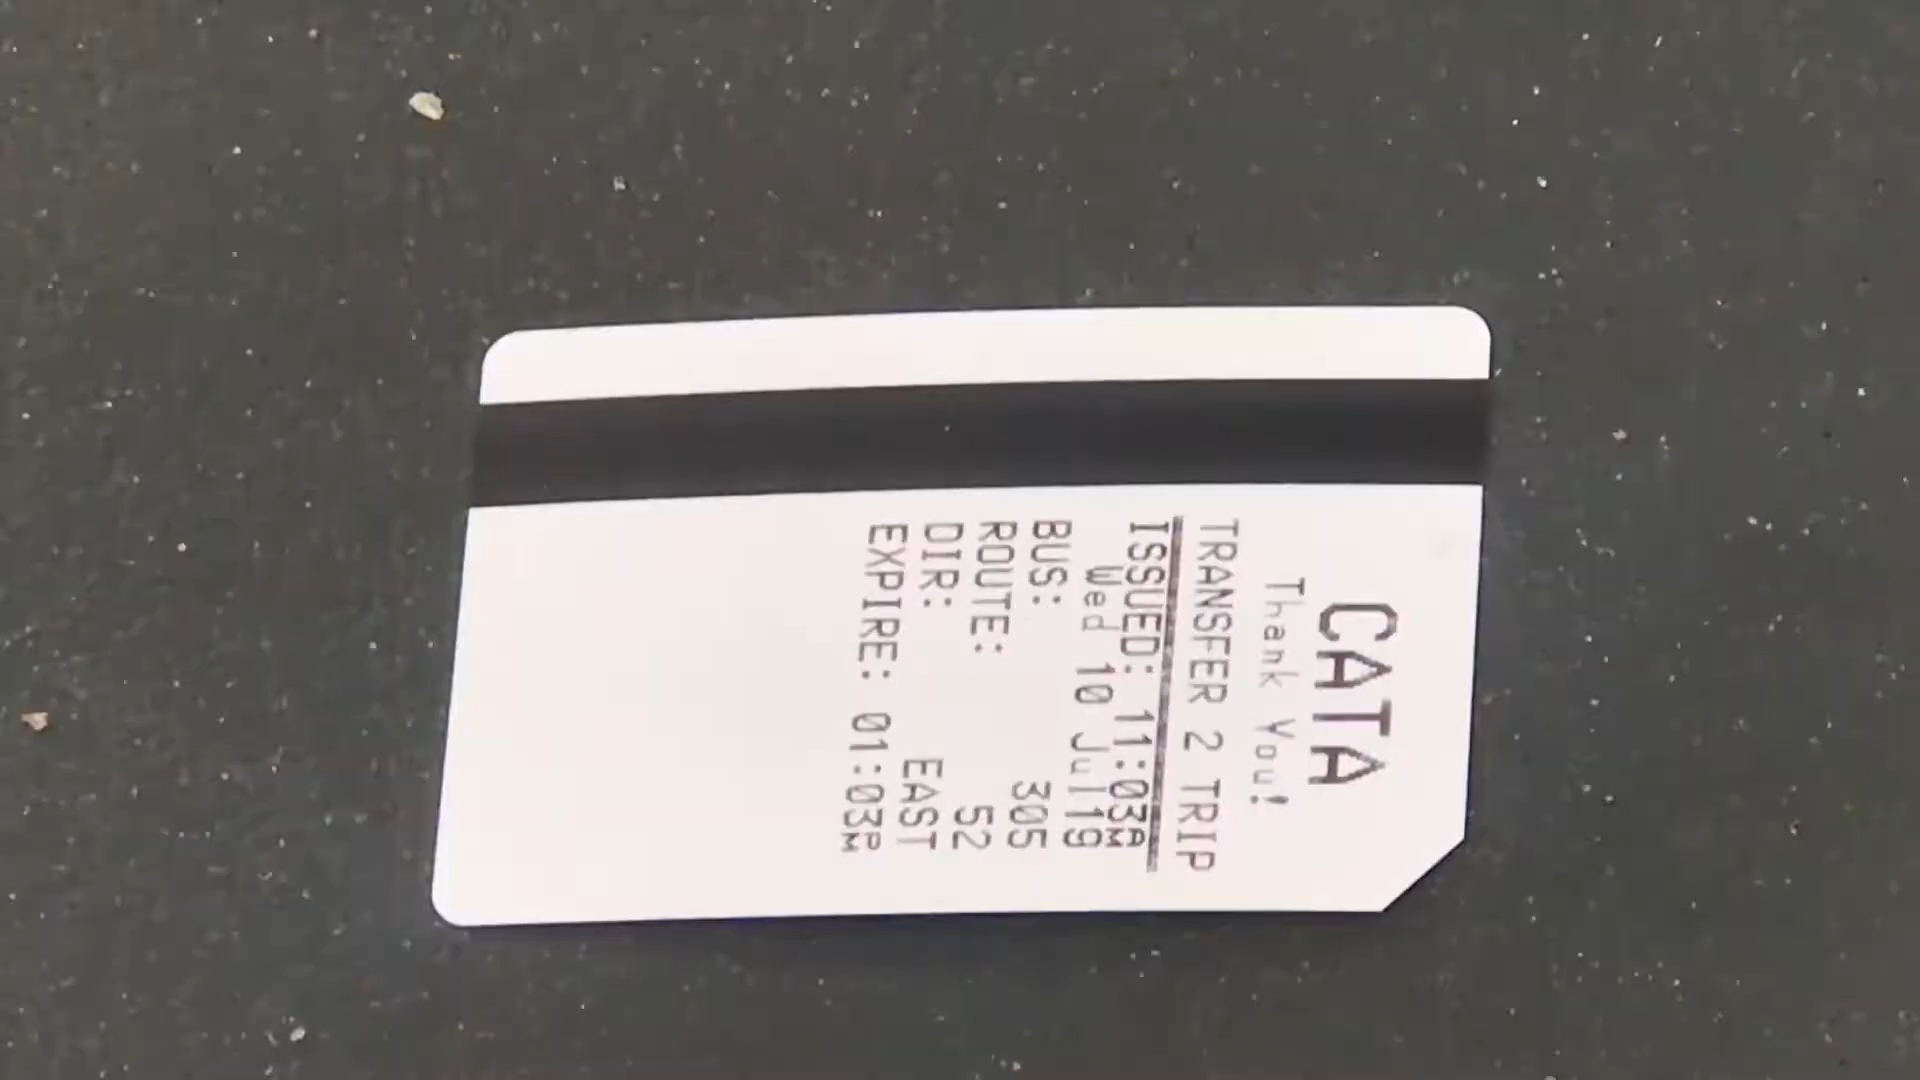 CATA
Thank You!
TRANSFER 2 TRIP
ISSUED: 11:03AM
Wed 10 Jul19
BUS: 305
ROUTE: 52
DIR: EAST
EXPIRE: 01:03PM